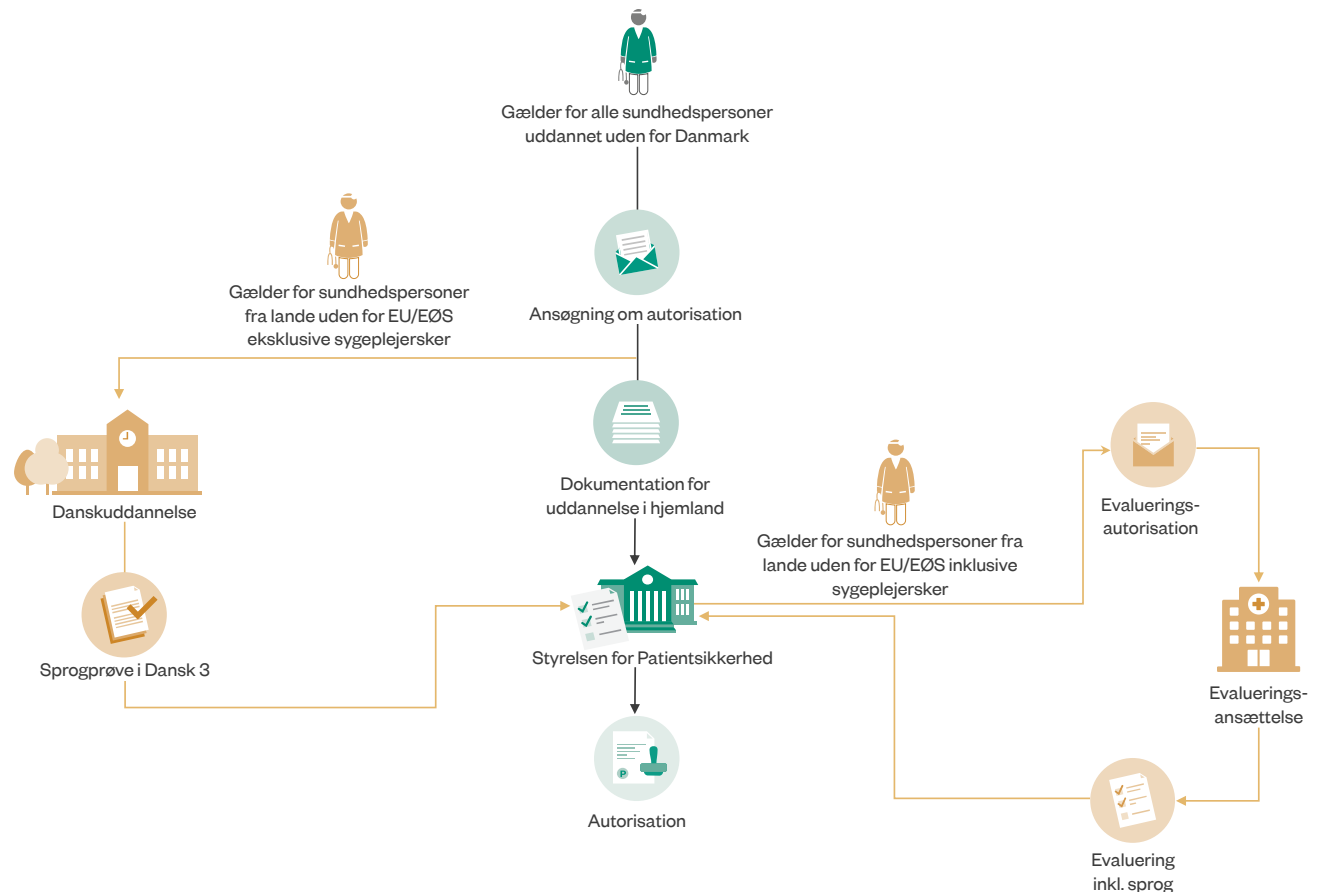 Gælder for alle sundhedspersoner
uddannet uden for Danmark
Gælder for sundhedspersoner
fra lande uden for EU/EØS
eksklusive sygeplejersker
Ansøgning om autorisation
Danskuddannelse
Dokumentation for
uddannelse i hjemland
Gælder for sundhedspersoner fra
lande uden for EU/EØS inklusive
sygeplejersker
Evaluerings-
autorisation
Sprogprøve i Dansk 3
Styrelsen for Patientsikkerhed
Evaluerings-
ansættelse
P
Autorisation
Evaluering
inkl. sprog